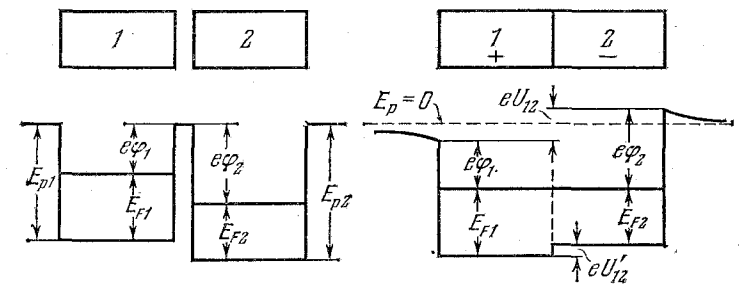 1
2
1
2
+
−
E_p = 0
eU_12
eφ_1
eφ_2
E_p1
E_F1
E_F2
E_p2
eφ_1.
eφ_2
E_F1
E_F2
eU'_12